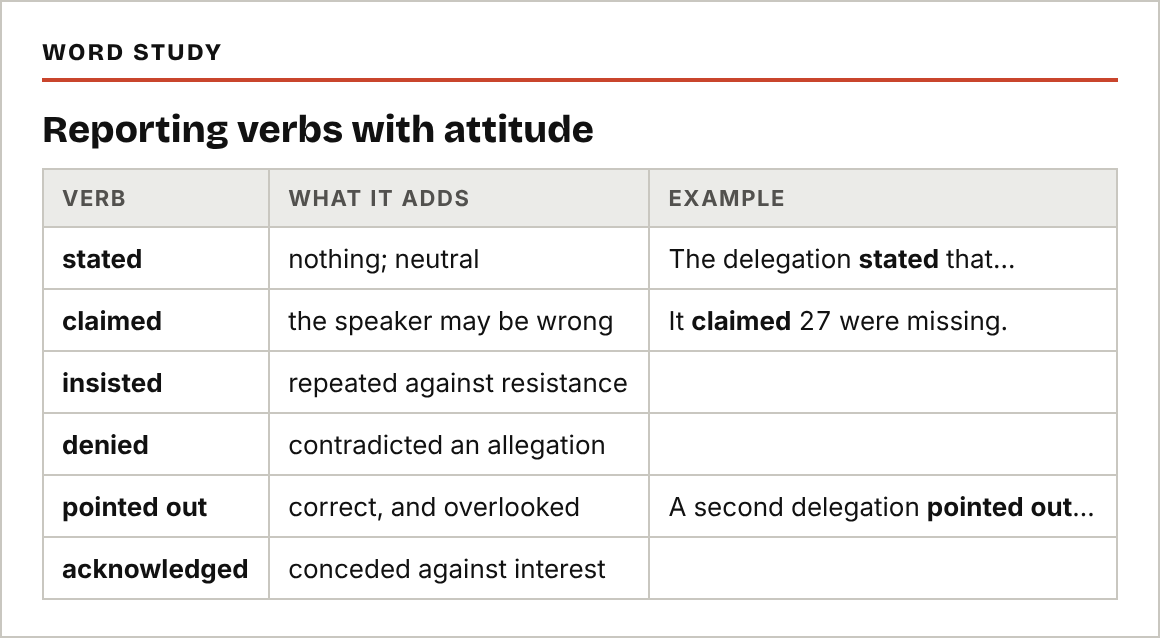 WORD STUDY
Reporting verbs with attitude
VERB WHAT IT ADDS EXAMPLE
stated nothing; neutral The delegation stated that…
claimed the speaker may be wrong It claimed 27 were missing.
insisted repeated against resistance
denied contradicted an allegation
pointed out correct, and overlooked A second delegation pointed out…
acknowledged conceded against interest